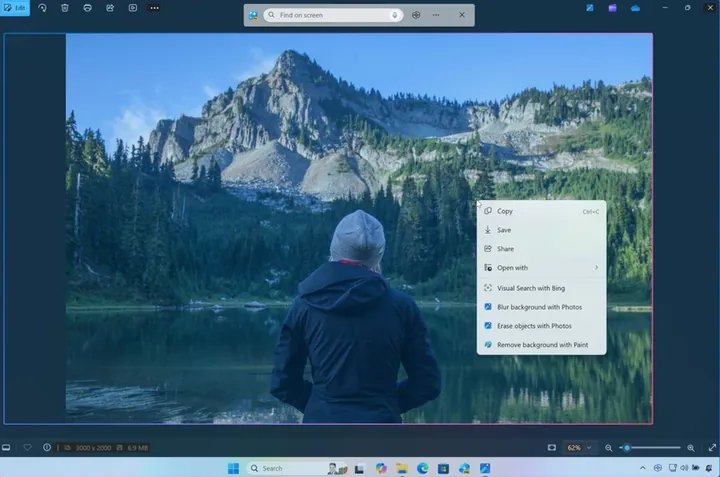 Edit
Find on screen
Copy Ctrl+C
Save
Share
Open with
Visual Search with Bing
Blur background with Photos
Erase objects with Photos
Remove background with Paint
3000 x 2000 6.9 MB
62%
Search